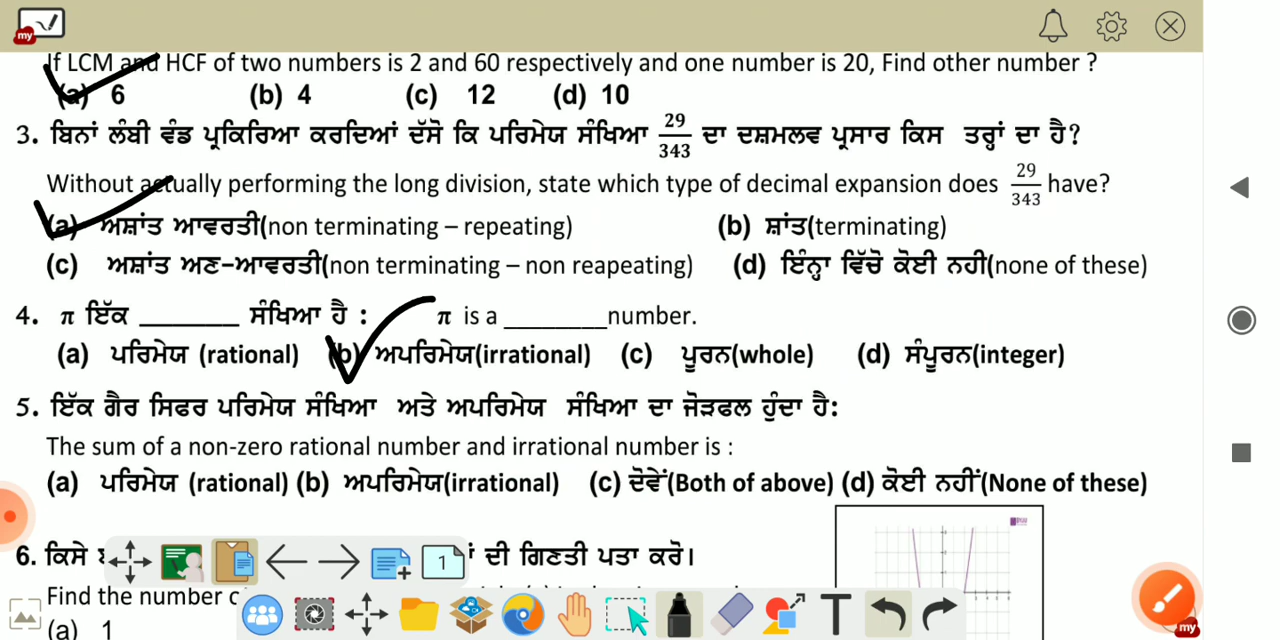 my
If LCM and HCF of two numbers is 2 and 60 respectively and one number is 20, Find other number ?
(a) 6 (b) 4 (c) 12 (d) 10
3. ਬਿਨਾਂ ਲੰਬੀ ਵੰਡ ਪ੍ਰਕਿਰਿਆ ਕਰਦਿਆਂ ਦੱਸੋ ਕਿ ਪਰਿਮੇਯ ਸੰਖਿਆ 29/343 ਦਾ ਦਸ਼ਮਲਵ ਪ੍ਰਸਾਰ ਕਿਸ ਤਰ੍ਹਾਂ ਦਾ ਹੈ?
Without actually performing the long division, state which type of decimal expansion does 29/343 have?
(a) ਅਸ਼ਾਂਤ ਆਵਰਤੀ(non terminating – repeating) (b) ਸ਼ਾਂਤ(terminating)
(c) ਅਸ਼ਾਂਤ ਅਣ-ਆਵਰਤੀ(non terminating – non reapeating) (d) ਇੰਨ੍ਹਾ ਵਿੱਚੋ ਕੋਈ ਨਹੀ(none of these)
4. π ਇੱਕ _______ ਸੰਖਿਆ ਹੈ : π is a ________number.
(a) ਪਰਿਮੇਯ (rational) (b) ਅਪਰਿਮੇਯ(irrational) (c) ਪੂਰਨ(whole) (d) ਸੰਪੂਰਨ(integer)
5. ਇੱਕ ਗੈਰ ਸਿਫਰ ਪਰਿਮੇਯ ਸੰਖਿਆ ਅਤੇ ਅਪਰਿਮੇਯ ਸੰਖਿਆ ਦਾ ਜੋੜਫਲ ਹੁੰਦਾ ਹੈ:
The sum of a non-zero rational number and irrational number is :
(a) ਪਰਿਮੇਯ (rational) (b) ਅਪਰਿਮੇਯ(irrational) (c) ਦੋਵੇਂ(Both of above) (d) ਕੋਈ ਨਹੀਂ(None of these)
6. ਕਿਸੇ ਦੀ ਗਿਣਤੀ ਪਤਾ ਕਰੋ।
1
Find the number
(a) 1
T
my